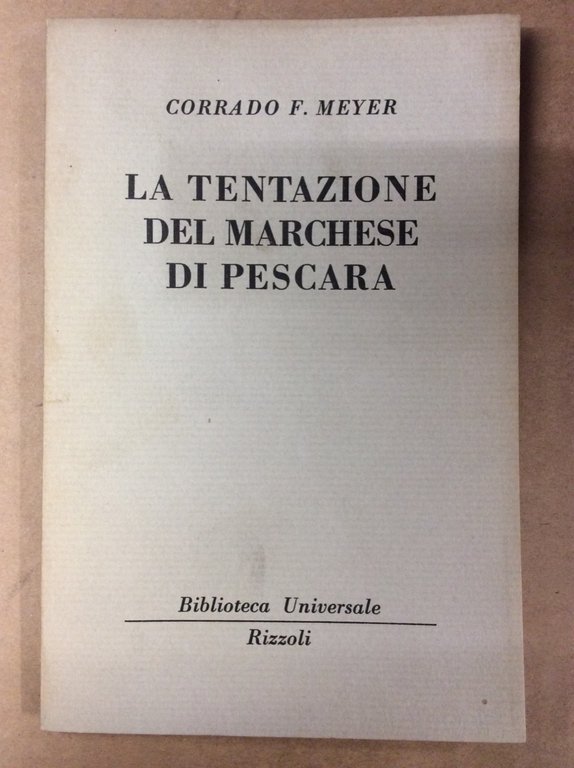 CORRADO F. MEYER
LA TENTAZIONE
DEL MARCHESE
DI PESCARA
Biblioteca Universale
Rizzoli